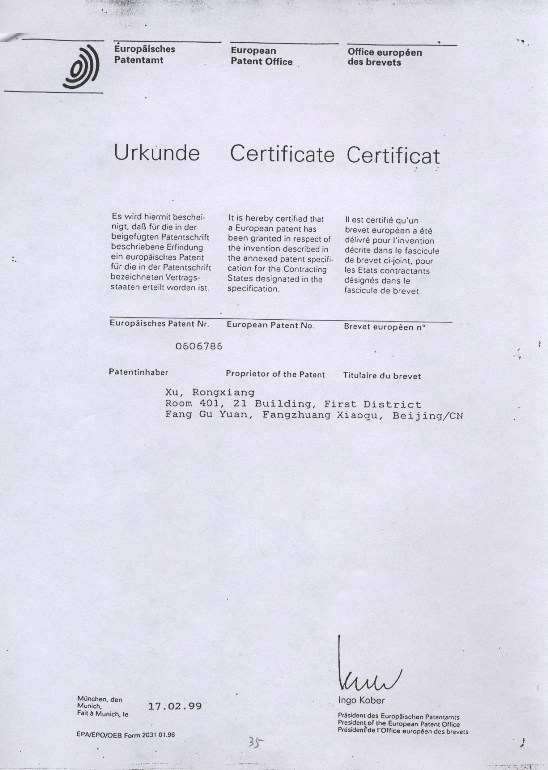 Europäisches
Patentamt
European
Patent Office
Office européen
des brevets
Urkunde Certificate Certificat
Es wird hiermit beschei-
nigt, daß für die in der
beigefügten Patentschrift
beschriebene Erfindung
ein europäisches Patent
für die in der Patentschrift
bezeichneten Vertrags-
staaten erteilt worden ist.
It is hereby certified that
a European patent has
been granted in respect of
the invention described in
the annexed patent specifi-
cation for the Contracting
States designated in the
specification.
Il est certifié qu'un
brevet européen a été
délivré pour l'invention
décrite dans le fascicule
de brevet ci-joint, pour
les Etats contractants
désignés dans le
fascicule de brevet.
Europäisches Patent Nr. European Patent No. Brevet européen n°
0606786
Patentinhaber Proprietor of the Patent Titulaire du brevet
Xu, Rongxiang
Room 401, 21 Building, First District
Fang Gu Yuan, Fangzhuang Xiaoqu, Beijing/CN
München, den
Munich,
Fait à Munich, le
17.02.99
Ingo Kober
Präsident des Europäischen Patentamts
President of the European Patent Office
Président de l'Office européen des brevets
EPA/EPO/OEB Form 2031 01.96
35